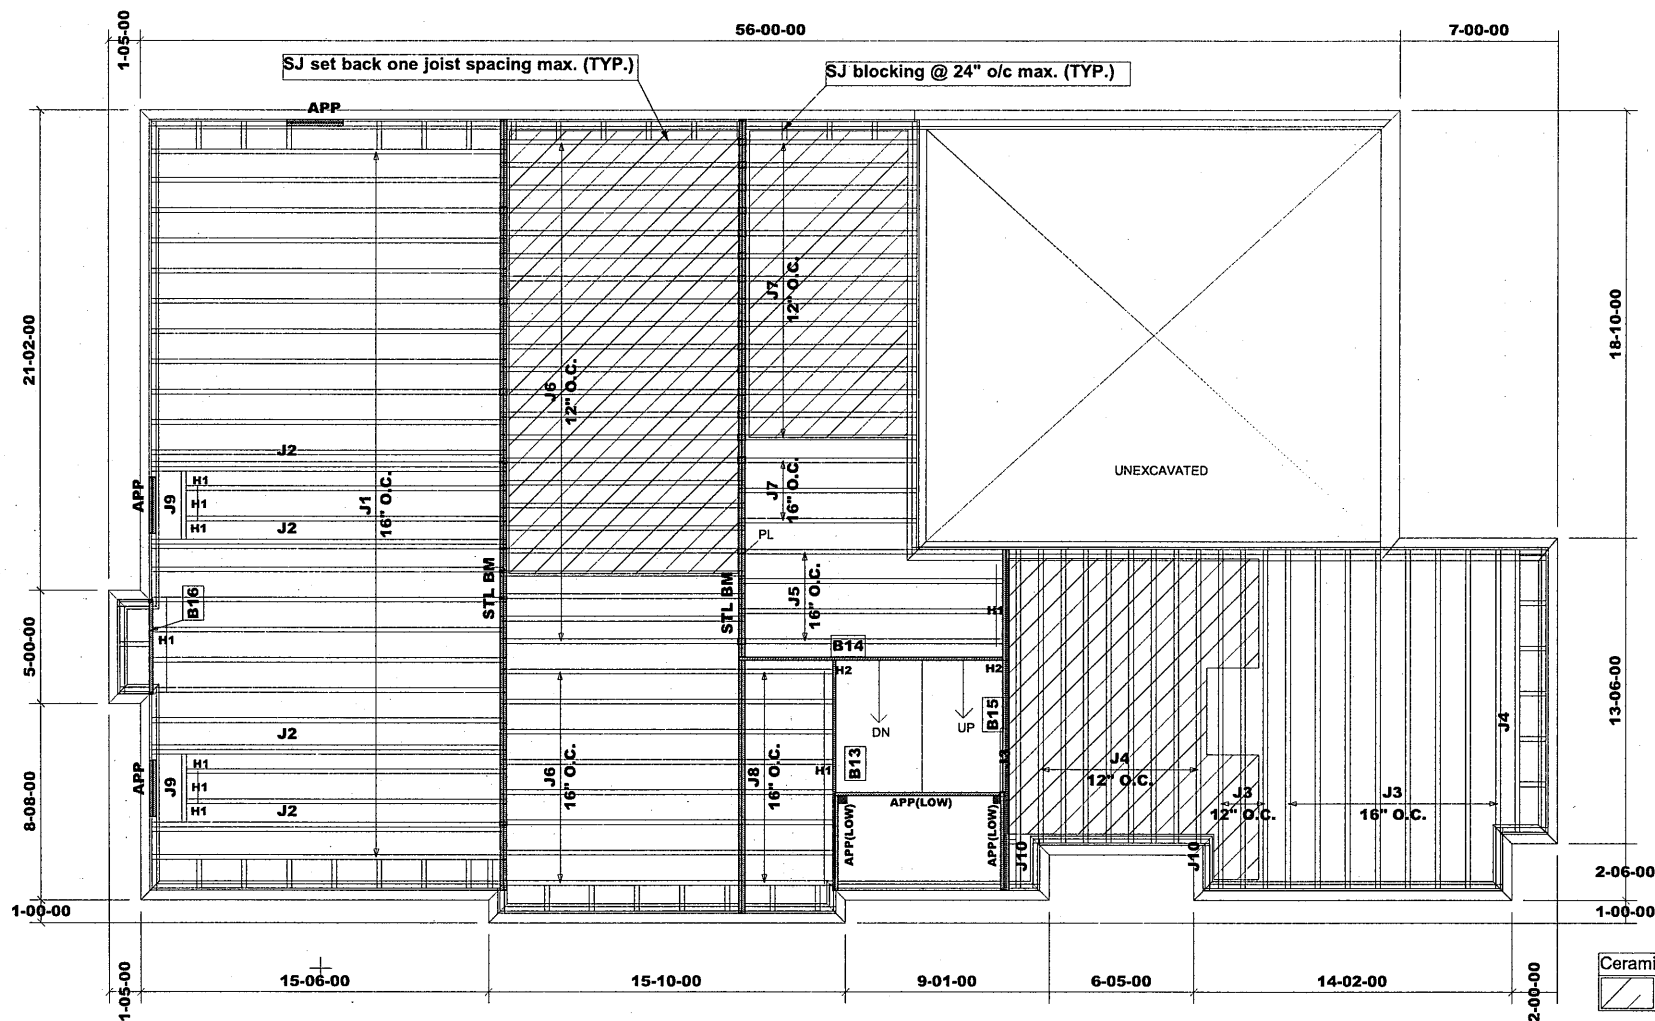 1-05-00
56-00-00
7-00-00
SJ set back one joist spacing max. (TYP.)
SJ blocking @ 24" o/c max. (TYP.)
APP
21-02-00
18-10-00
J7
12" O.C.
J6
12" O.C.
J2
APP
J9
H1
H1
H1
J2
J1
16" O.C.
J7
16" O.C.
UNEXCAVATED
PL
STL BM
STL BM
J5
16" O.C.
H1
B16
H1
5-00-00
B14
H2
H2
13-06-00
B15
J4
DN
UP
J2
APP
J9
H1
H1
H1
J2
J6
16" O.C.
J8
16" O.C.
H1
B13
J3
J4
12" O.C.
J3
12" O.C.
J3
16" O.C.
8-08-00
APP(LOW)
APP(LOW)
APP(LOW)
J10
J10
2-06-00
1-00-00
1-00-00
Cerami
1-05-00
15-06-00
15-10-00
9-01-00
6-05-00
14-02-00
2-00-00